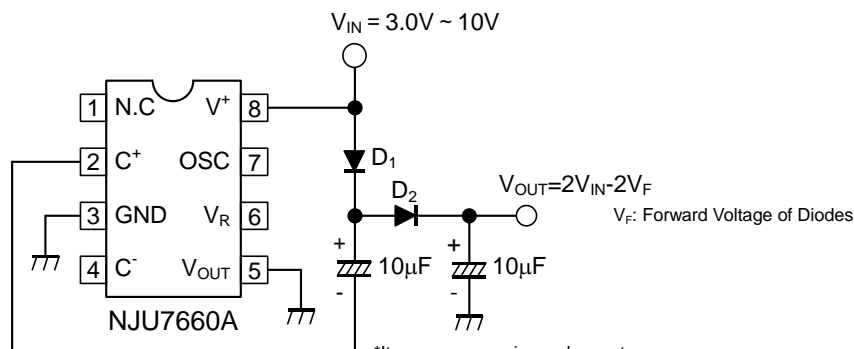 V_IN = 3.0V ~ 10V
1 N.C V⁺ 8
2 C⁺ OSC 7
D₁
3 GND V_R 6
D₂
V_OUT=2V_IN-2V_F
V_F: Forward Voltage of Diodes
4 C⁻ V_OUT 5
+ 10μF -
+ 10μF -
NJU7660A